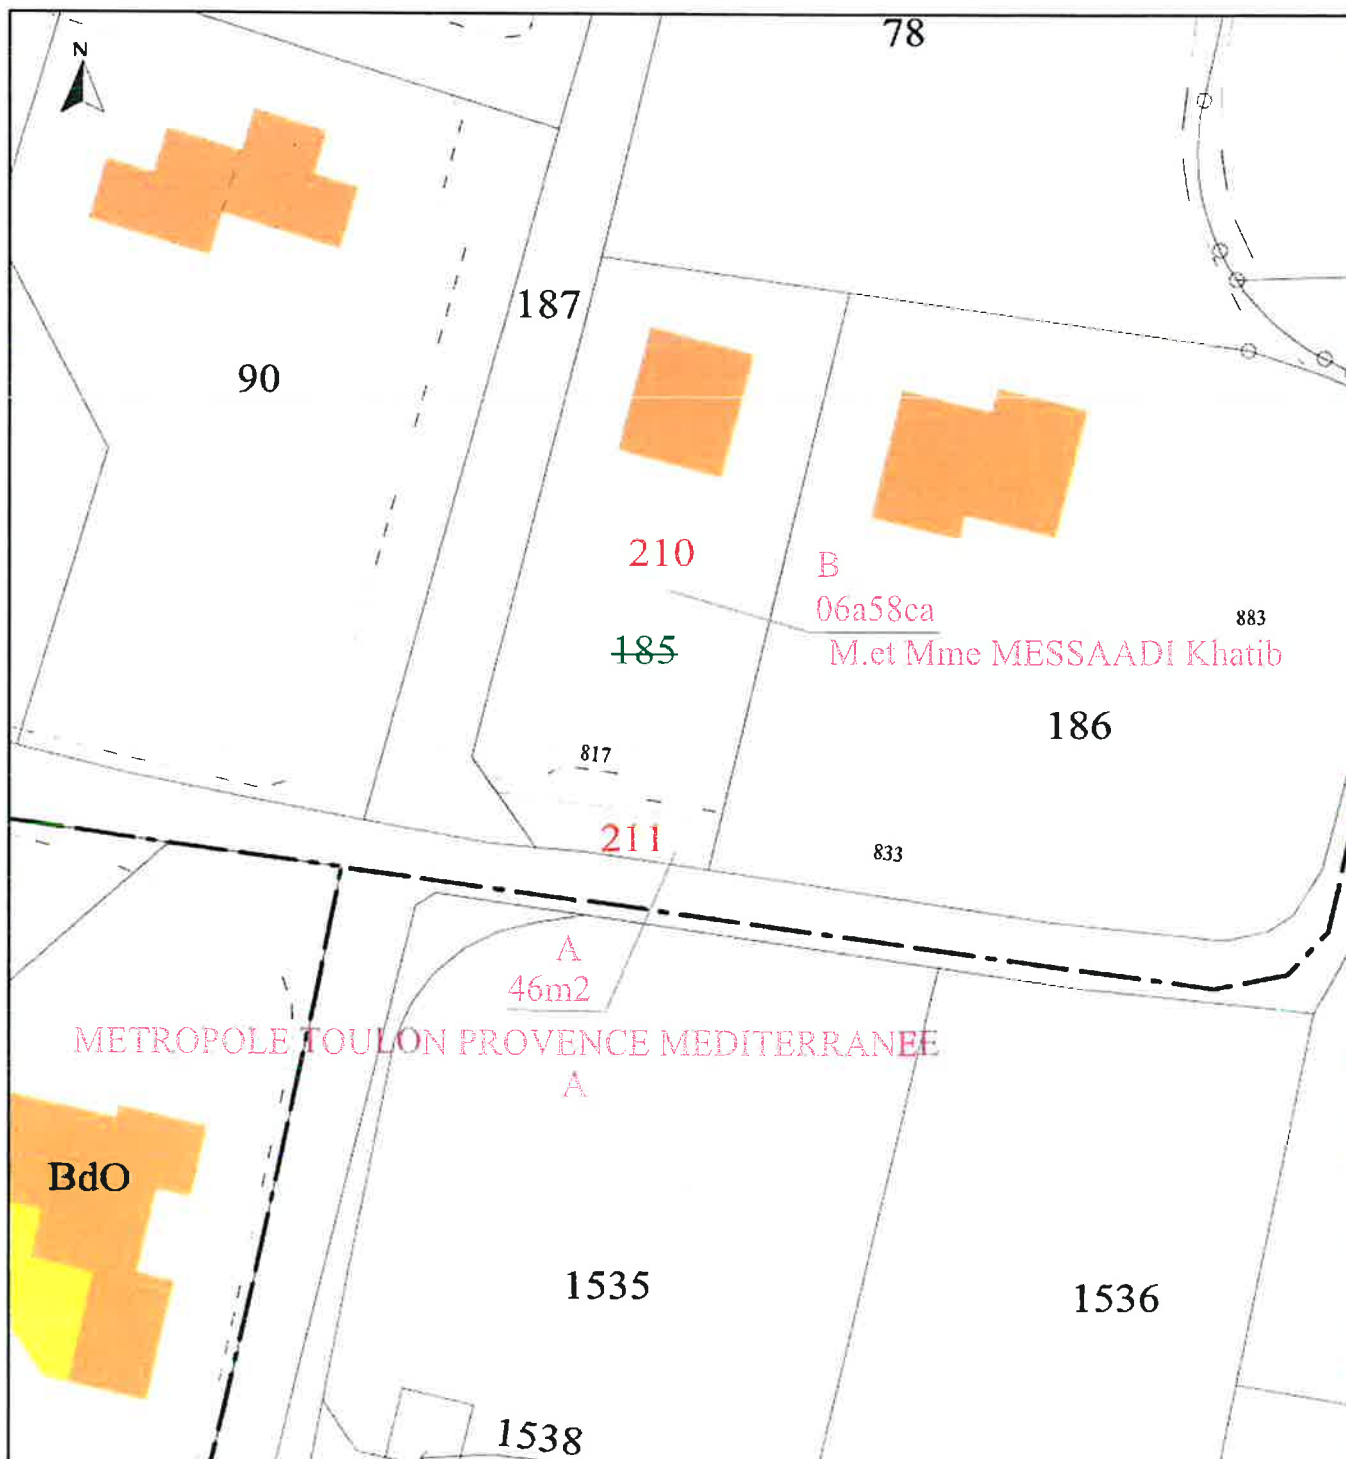 78
N
187
90
210
B
06a58ca
883
185
M.et Mme MESSAADI Khatib
186
817
211
833
A
46m2
METROPOLE TOULON PROVENCE MEDITERRANEE
A
BdO
1535
1536
1538